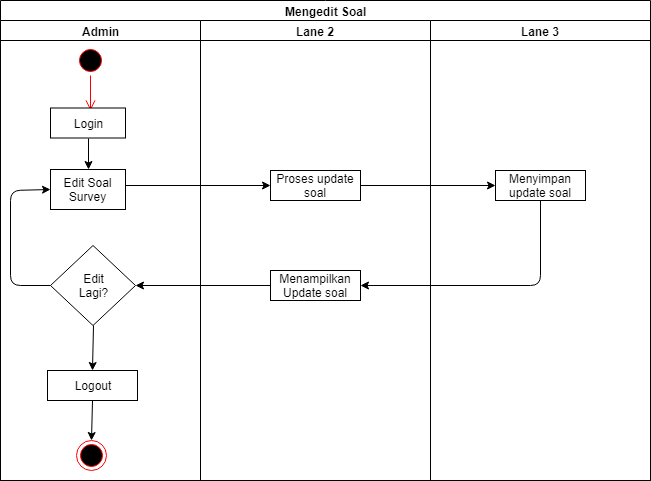 Mengedit Soal
Admin
Lane 2
Lane 3
Login
Edit Soal
Survey
Proses update
soal
Menyimpan
update soal
Edit
Lagi?
Menampilkan
Update soal
Logout